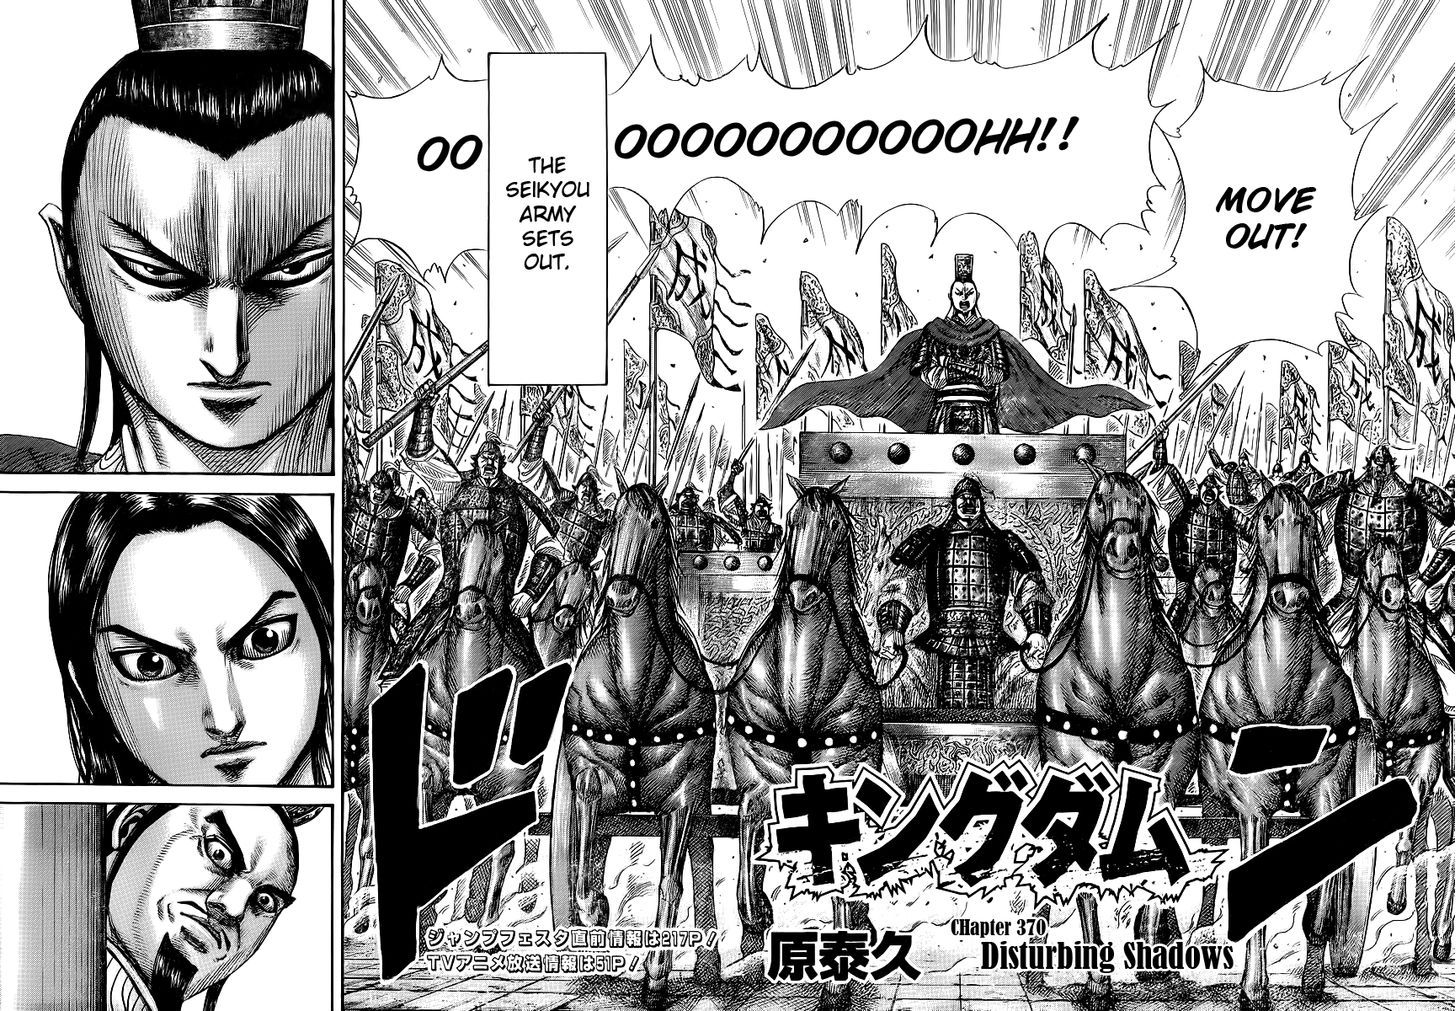 MOVE
OUT!
OO OOOOOOOOOOOOHH!!
THE
SEIKYOU
ARMY
SETS
OUT.
成
ドン
キングダム
原泰久
CHapter 370
Disturbing Shadows
ジャンプフェスタ直前情報は217P！
TVアニメ放送情報は51P！